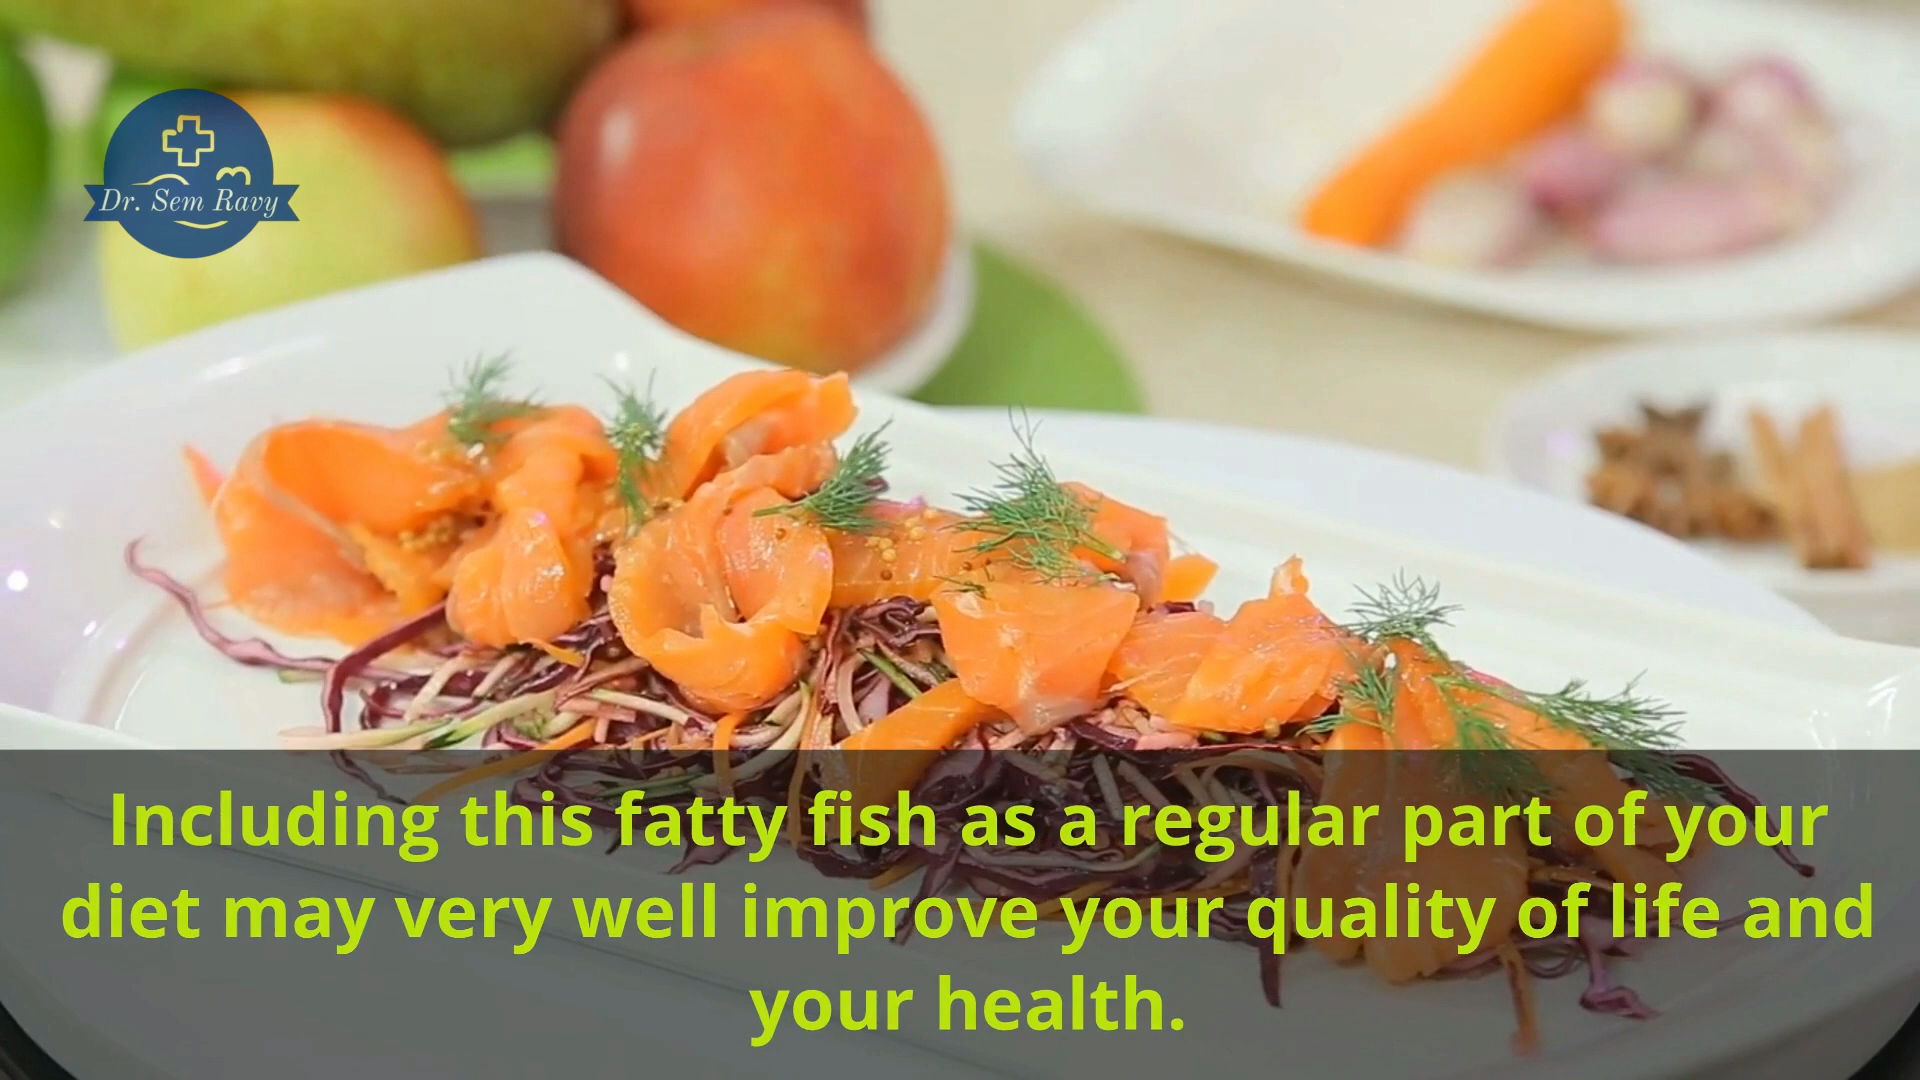 Dr. Sem Ravy
Including this fatty fish as a regular part of your
diet may very well improve your quality of life and
your health.